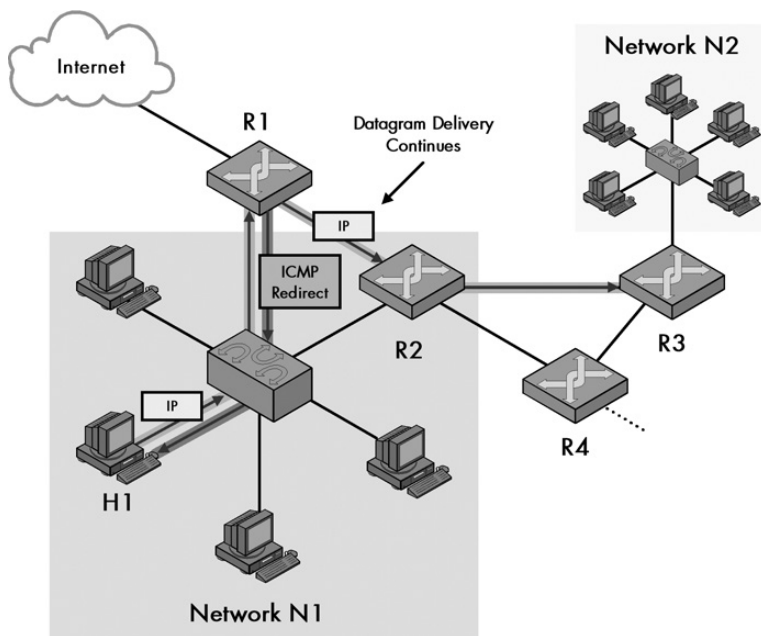 Internet
Network N2
R1
Datagram Delivery
Continues
IP
ICMP
Redirect
R2
R3
IP
R4
H1
Network N1